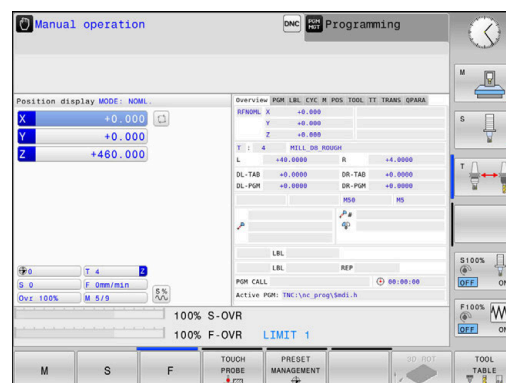 Manual operation
DNC
PGM MGT
Programming
Position display MODE: NOML.
X +0.000
Y +0.000
Z +460.000
Overview PGM LBL CYC M POS TOOL TT TRANS QPARA
RFNOML X +0.000
Y +0.000
Z +0.000
T : 4 MILL_D8_ROUGH
L +40.0000 R +4.0000
DL-TAB +0.0000 DR-TAB +0.0000
DL-PGM +0.0000 DR-PGM +0.0000
M50 M5
P #
P
LBL
LBL REP
PGM CALL 00:00:00
Active PGM: TNC:\nc_prog\$mdi.h
0 T 4 Z
S 0 F 0mm/min
Ovr 100% M 5/9
S %
100% S-OVR
100% F-OVR LIMIT 1
M
S
F
TOUCH PROBE
PRESET MANAGEMENT
3D ROT
TOOL TABLE
M
S
T
S100%
OFF ON
F100%
OFF ON